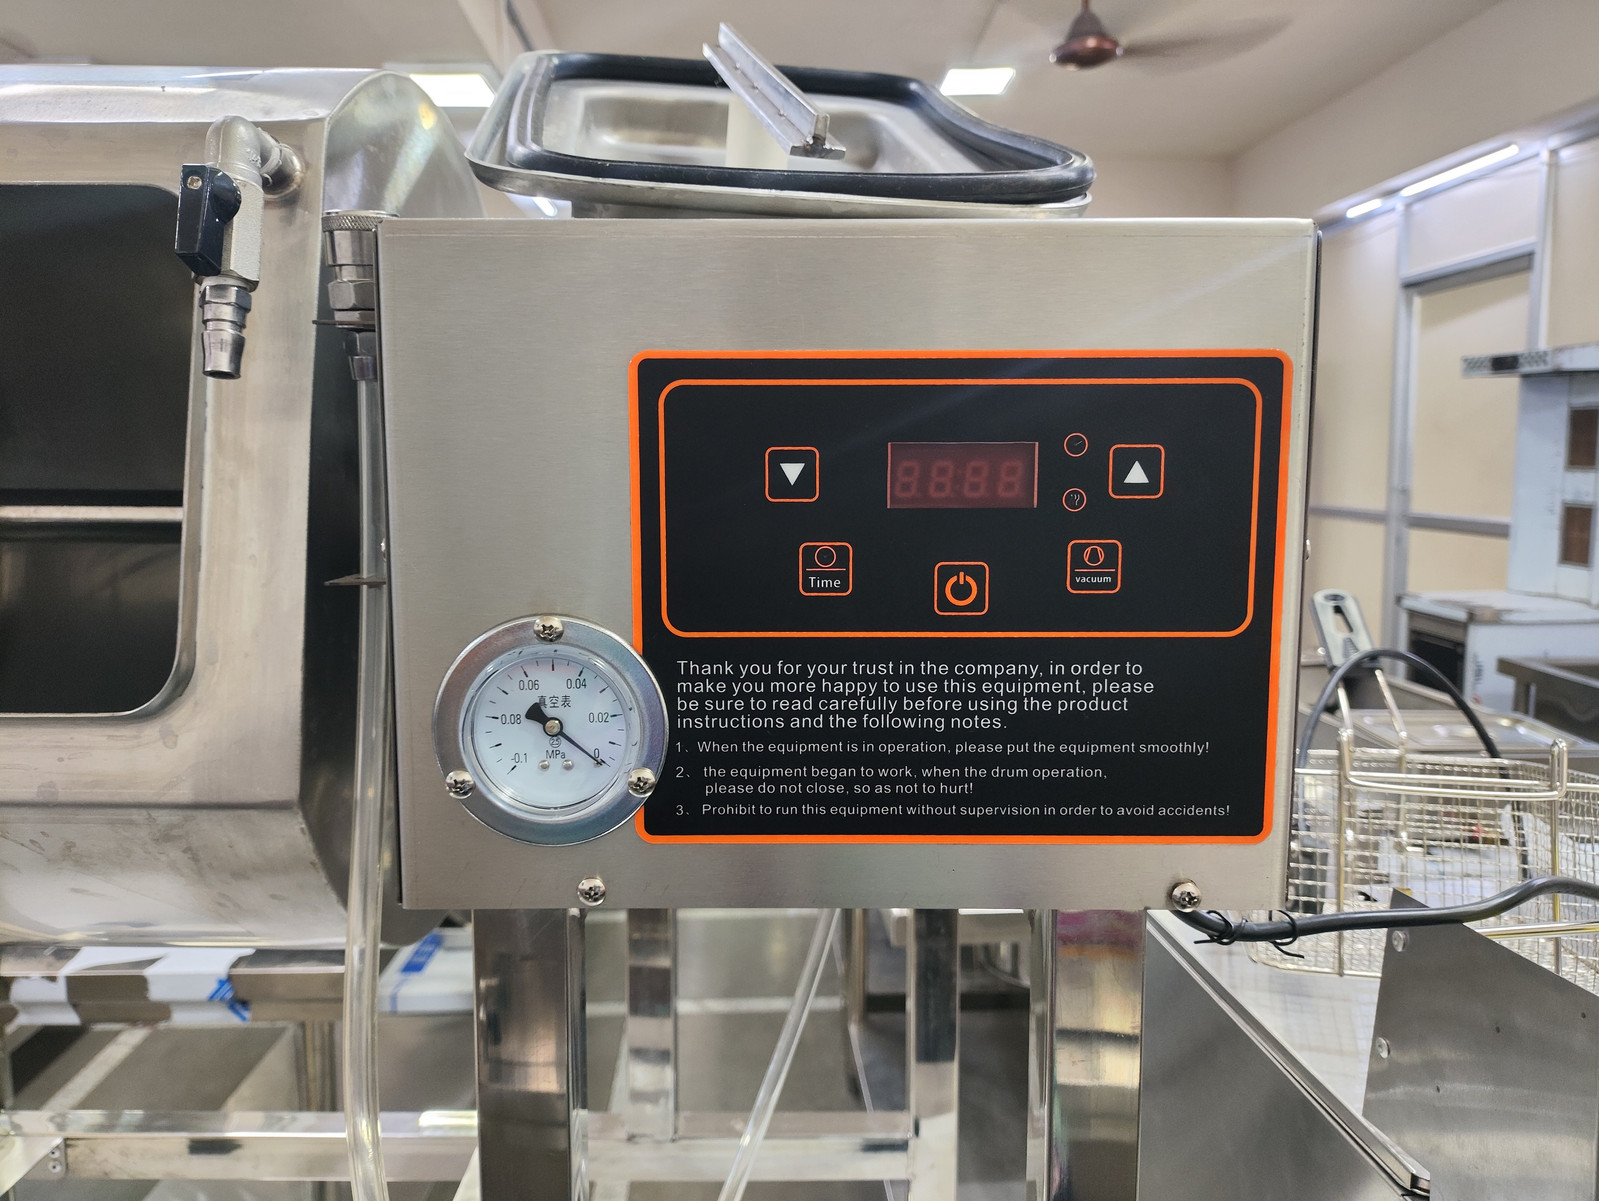 Time
vacuum
Thank you for your trust in the company, in order to
make you more happy to use this equipment, please
be sure to read carefully before using the product
instructions and the following notes.
1、When the equipment is in operation, please put the equipment smoothly!
2、 the equipment began to work, when the drum operation,
please do not close, so as not to hurt!
3、 Prohibit to run this equipment without supervision in order to avoid accidents!
0.06 0.04
真空表
0.08 0.02
2.5
MPa
-0.1 0